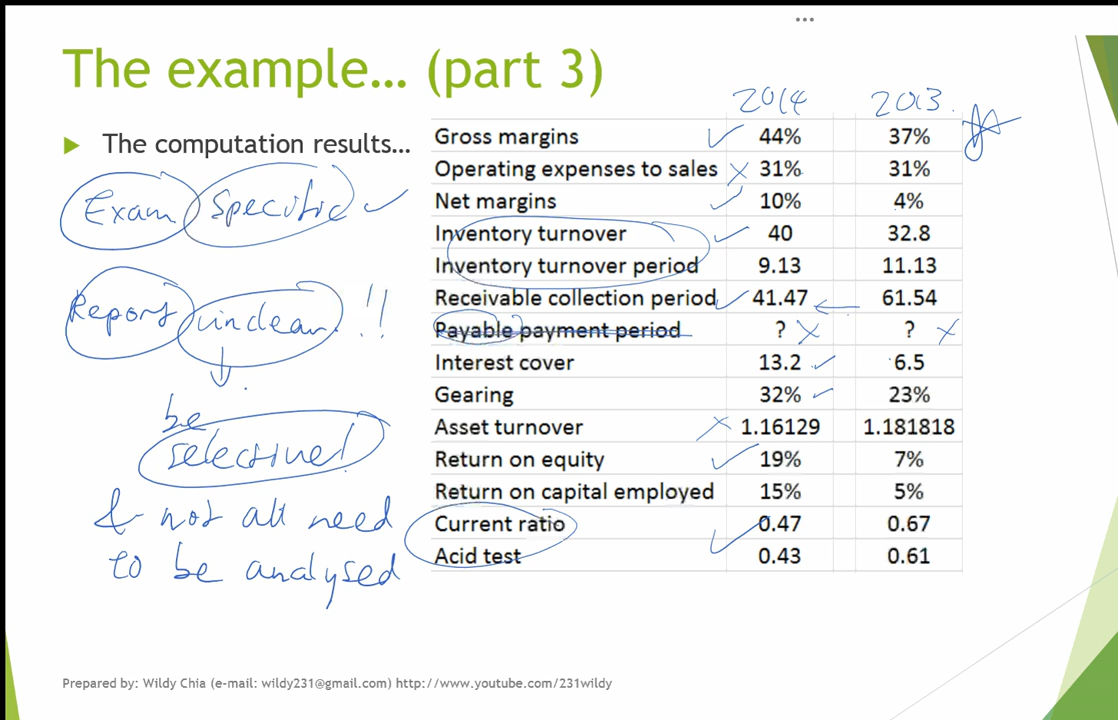 The example... (part 3)
2014 2013.
The computation results...
Gross margins 44% 37%
Operating expenses to sales 31% 31%
Net margins 10% 4%
Inventory turnover 40 32.8
Inventory turnover period 9.13 11.13
Receivable collection period 41.47 61.54
Payable payment period ? ?
Interest cover 13.2 6.5
Gearing 32% 23%
Asset turnover 1.16129 1.181818
Return on equity 19% 7%
Return on capital employed 15% 5%
Current ratio 0.47 0.67
Acid test 0.43 0.61
Exam Specific
Report unclear !!
be
selective!
& not all need
to be analysed
Prepared by: Wildy Chia (e-mail: wildy231@gmail.com) http://www.youtube.com/231wildy